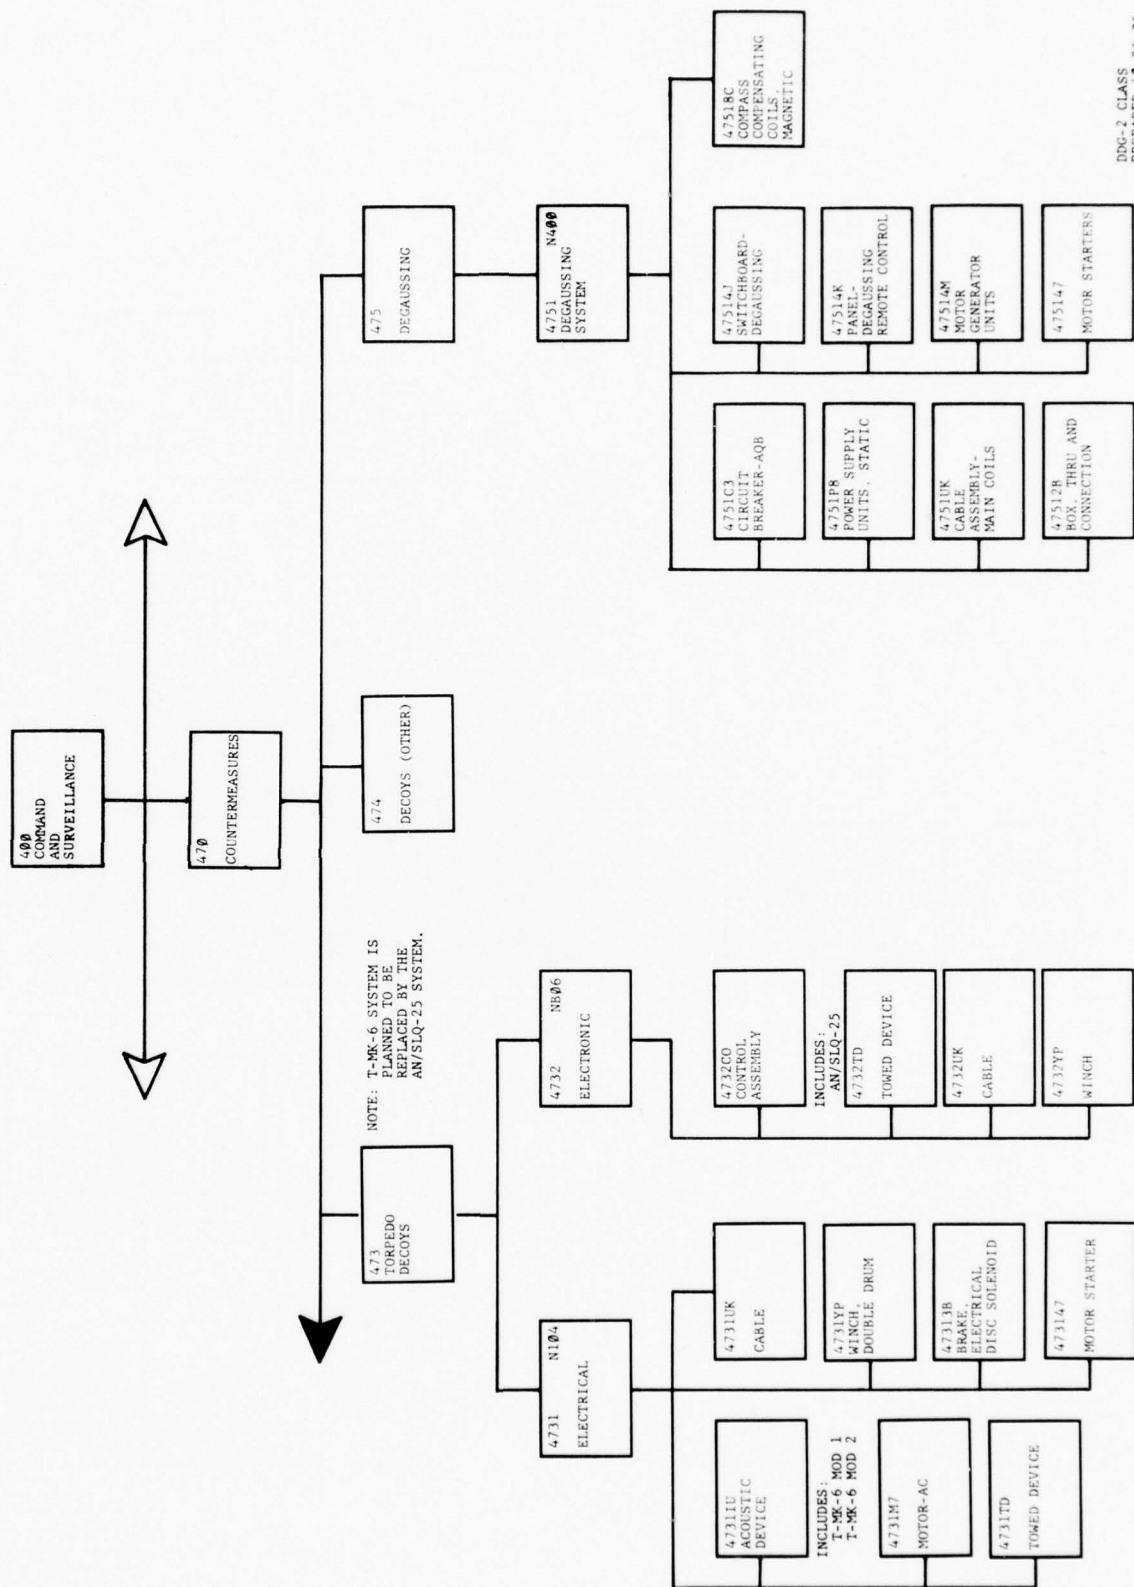 400
COMMAND
AND
SURVEILLANCE
470
COUNTERMEASURES
473
TORPEDO
DECOYS
NOTE: T-MK-6 SYSTEM IS
PLANNED TO BE
REPLACED BY THE
AN/SLQ-25 SYSTEM.
474
DECOYS (OTHER)
475
DEGAUSSING
4731 N104
ELECTRICAL
4732 NB06
ELECTRONIC
4751 N400
DEGAUSSING
SYSTEM
4731IU
ACOUSTIC
DEVICE
INCLUDES:
T-MK-6 MOD 1
T-MK-6 MOD 2
4731M7
MOTOR-AC
4731TD
TOWED DEVICE
4731UK
CABLE
4731YP
WINCH,
DOUBLE DRUM
47313B
BRAKE,
ELECTRICAL
DISC SOLENOID
473147
MOTOR STARTER
4732CO
CONTROL
ASSEMBLY
INCLUDES:
AN/SLQ-25
4732TD
TOWED DEVICE
4732UK
CABLE
4732YP
WINCH
4751C3
CIRCUIT
BREAKER-AQB
4751P8
POWER SUPPLY
UNITS, STATIC
4751UK
CABLE
ASSEMBLY-
MAIN COILS
47512B
BOX, THRU AND
CONNECTION
47514J
SWITCHBOARD-
DEGAUSSING
47514K
PANEL-
DEGAUSSING
REMOTE CONTROL
47514M
MOTOR
GENERATOR
UNITS
475147
MOTOR STARTERS
47518C
COMPASS
COMPENSATING
COILS,
MAGNETIC
DDG-2 CLASS